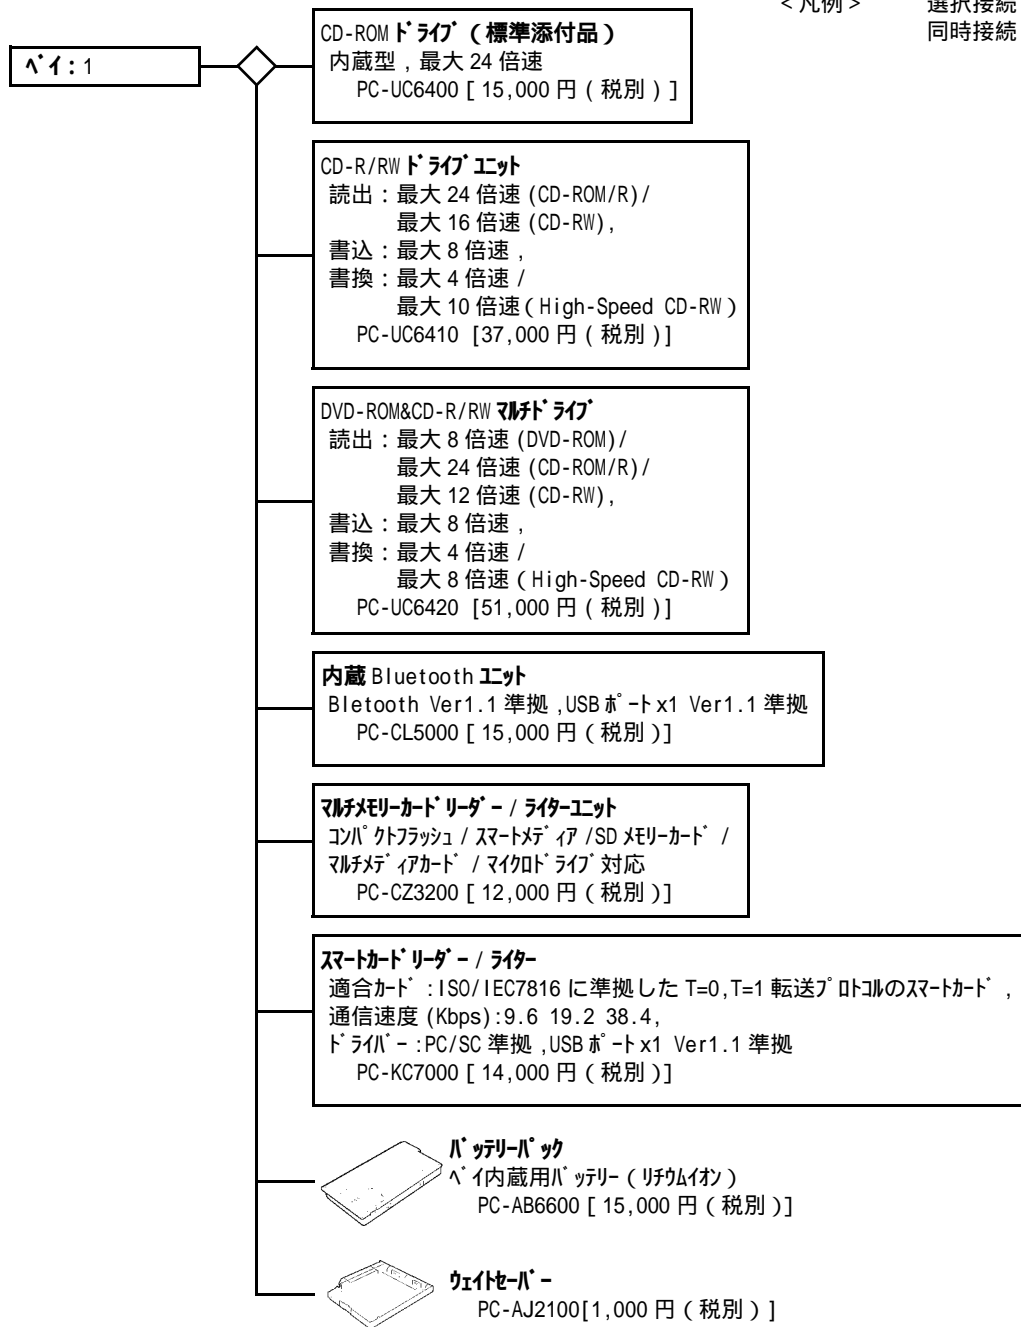 <凡例> 選択接続
同時接続
ﾍﾞｲ:1
CD-ROM ﾄﾞﾗｲﾌﾞ (標準添付品)
内蔵型,最大 24 倍速
PC-UC6400 [ 15,000 円(税別)]
CD-R/RW ﾄﾞﾗｲﾌﾞﾕﾆｯﾄ
読出:最大 24 倍速 (CD-ROM/R)/
最大 16 倍速 (CD-RW),
書込:最大 8 倍速,
書換:最大 4 倍速 /
最大 10 倍速(High-Speed CD-RW)
PC-UC6410 [37,000 円(税別)]
DVD-ROM&CD-R/RW ﾏﾙﾁﾄﾞﾗｲﾌﾞ
読出:最大 8 倍速 (DVD-ROM)/
最大 24 倍速 (CD-ROM/R)/
最大 12 倍速 (CD-RW),
書込:最大 8 倍速,
書換:最大 4 倍速 /
最大 8 倍速(High-Speed CD-RW)
PC-UC6420 [51,000 円(税別)]
内蔵 Bluetooth ﾕﾆｯﾄ
Bletooth Ver1.1 準拠 ,USB ﾎﾟｰﾄ x1 Ver1.1 準拠
PC-CL5000 [ 15,000 円(税別)]
ﾏﾙﾁﾒﾓﾘｰｶｰﾄﾞﾘｰﾀﾞｰ / ﾗｲﾀｰﾕﾆｯﾄ
ｺﾝﾊﾟｸﾄﾌﾗｯｼｭ / ｽﾏｰﾄﾒﾃﾞｨｱ /SD ﾒﾓﾘｰｶｰﾄﾞ /
ﾏﾙﾁﾒﾃﾞｨｱｶｰﾄﾞ / ﾏｲｸﾛﾄﾞﾗｲﾌﾞ対応
PC-CZ3200 [ 12,000 円(税別)]
ｽﾏｰﾄｶｰﾄﾞﾘｰﾀﾞｰ / ﾗｲﾀｰ
適合ｶｰﾄﾞ :ISO/IEC7816 に準拠した T=0,T=1 転送ﾌﾟﾛﾄｺﾙのｽﾏｰﾄｶｰﾄﾞ ,
通信速度 (Kbps):9.6 19.2 38.4,
ﾄﾞﾗｲﾊﾞｰ :PC/SC 準拠 ,USB ﾎﾟｰﾄ x1 Ver1.1 準拠
PC-KC7000 [ 14,000 円(税別)]
ﾊﾞｯﾃﾘｰﾊﾟｯｸ
ﾍﾞｲ内蔵用ﾊﾞｯﾃﾘｰ(ﾘﾁｳﾑｲｵﾝ)
PC-AB6600 [ 15,000 円(税別)]
ｳｪｲﾄｾｰﾊﾞｰ
PC-AJ2100[1,000 円(税別)]